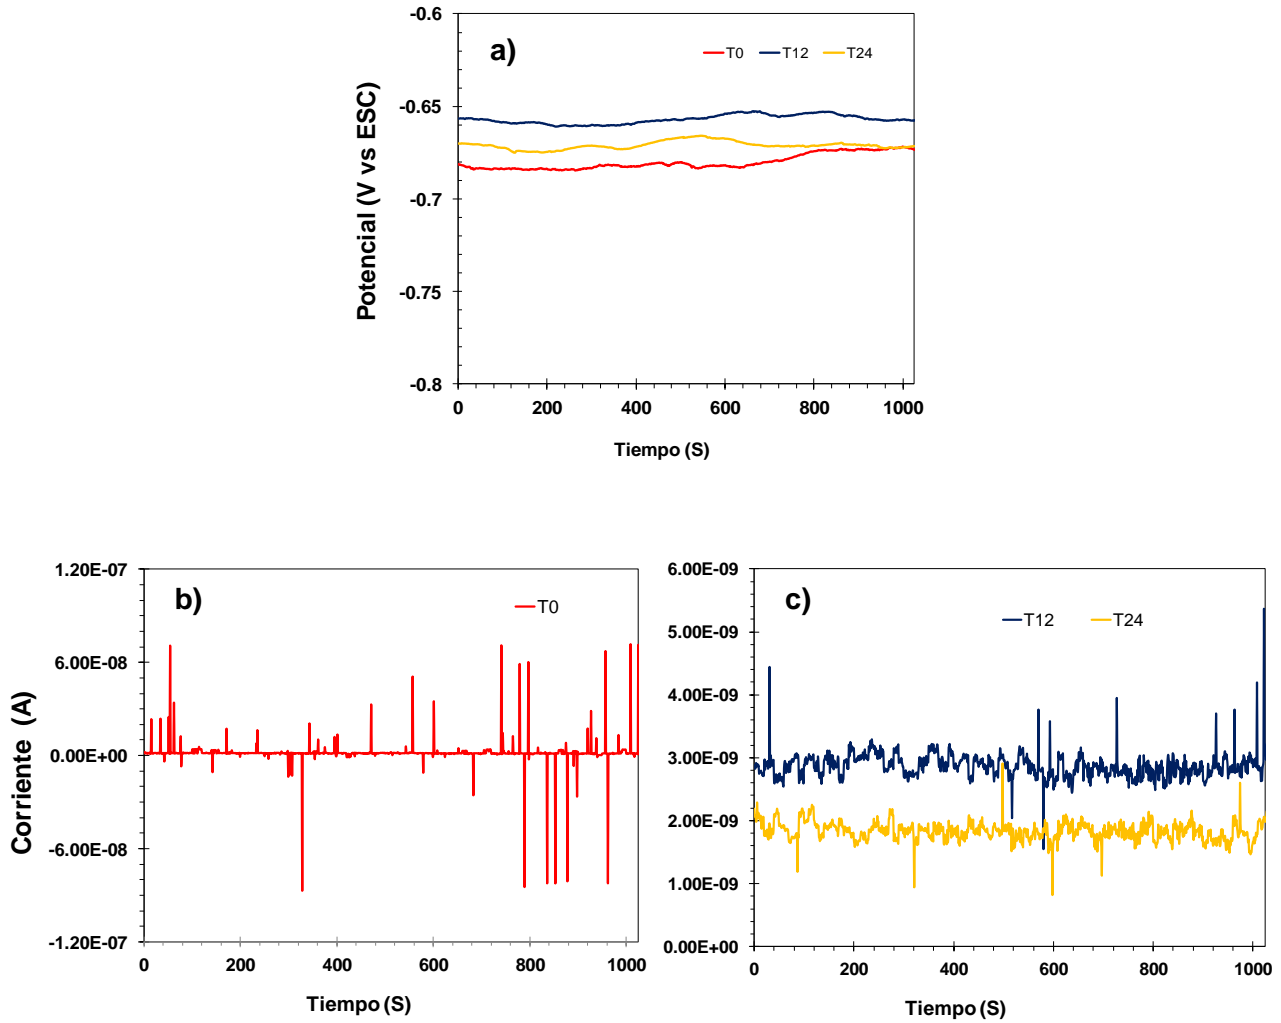 a)
T0 T12 T24
Potencial (V vs ESC)
-0.6
-0.65
-0.7
-0.75
-0.8
0 200 400 600 800 1000
Tiempo (S)
b)
T0
Corriente (A)
1.20E-07
6.00E-08
0.00E+00
-6.00E-08
-1.20E-07
0 200 400 600 800 1000
Tiempo (S)
c)
T12 T24
6.00E-09
5.00E-09
4.00E-09
3.00E-09
2.00E-09
1.00E-09
0.00E+00
0 200 400 600 800 1000
Tiempo (S)